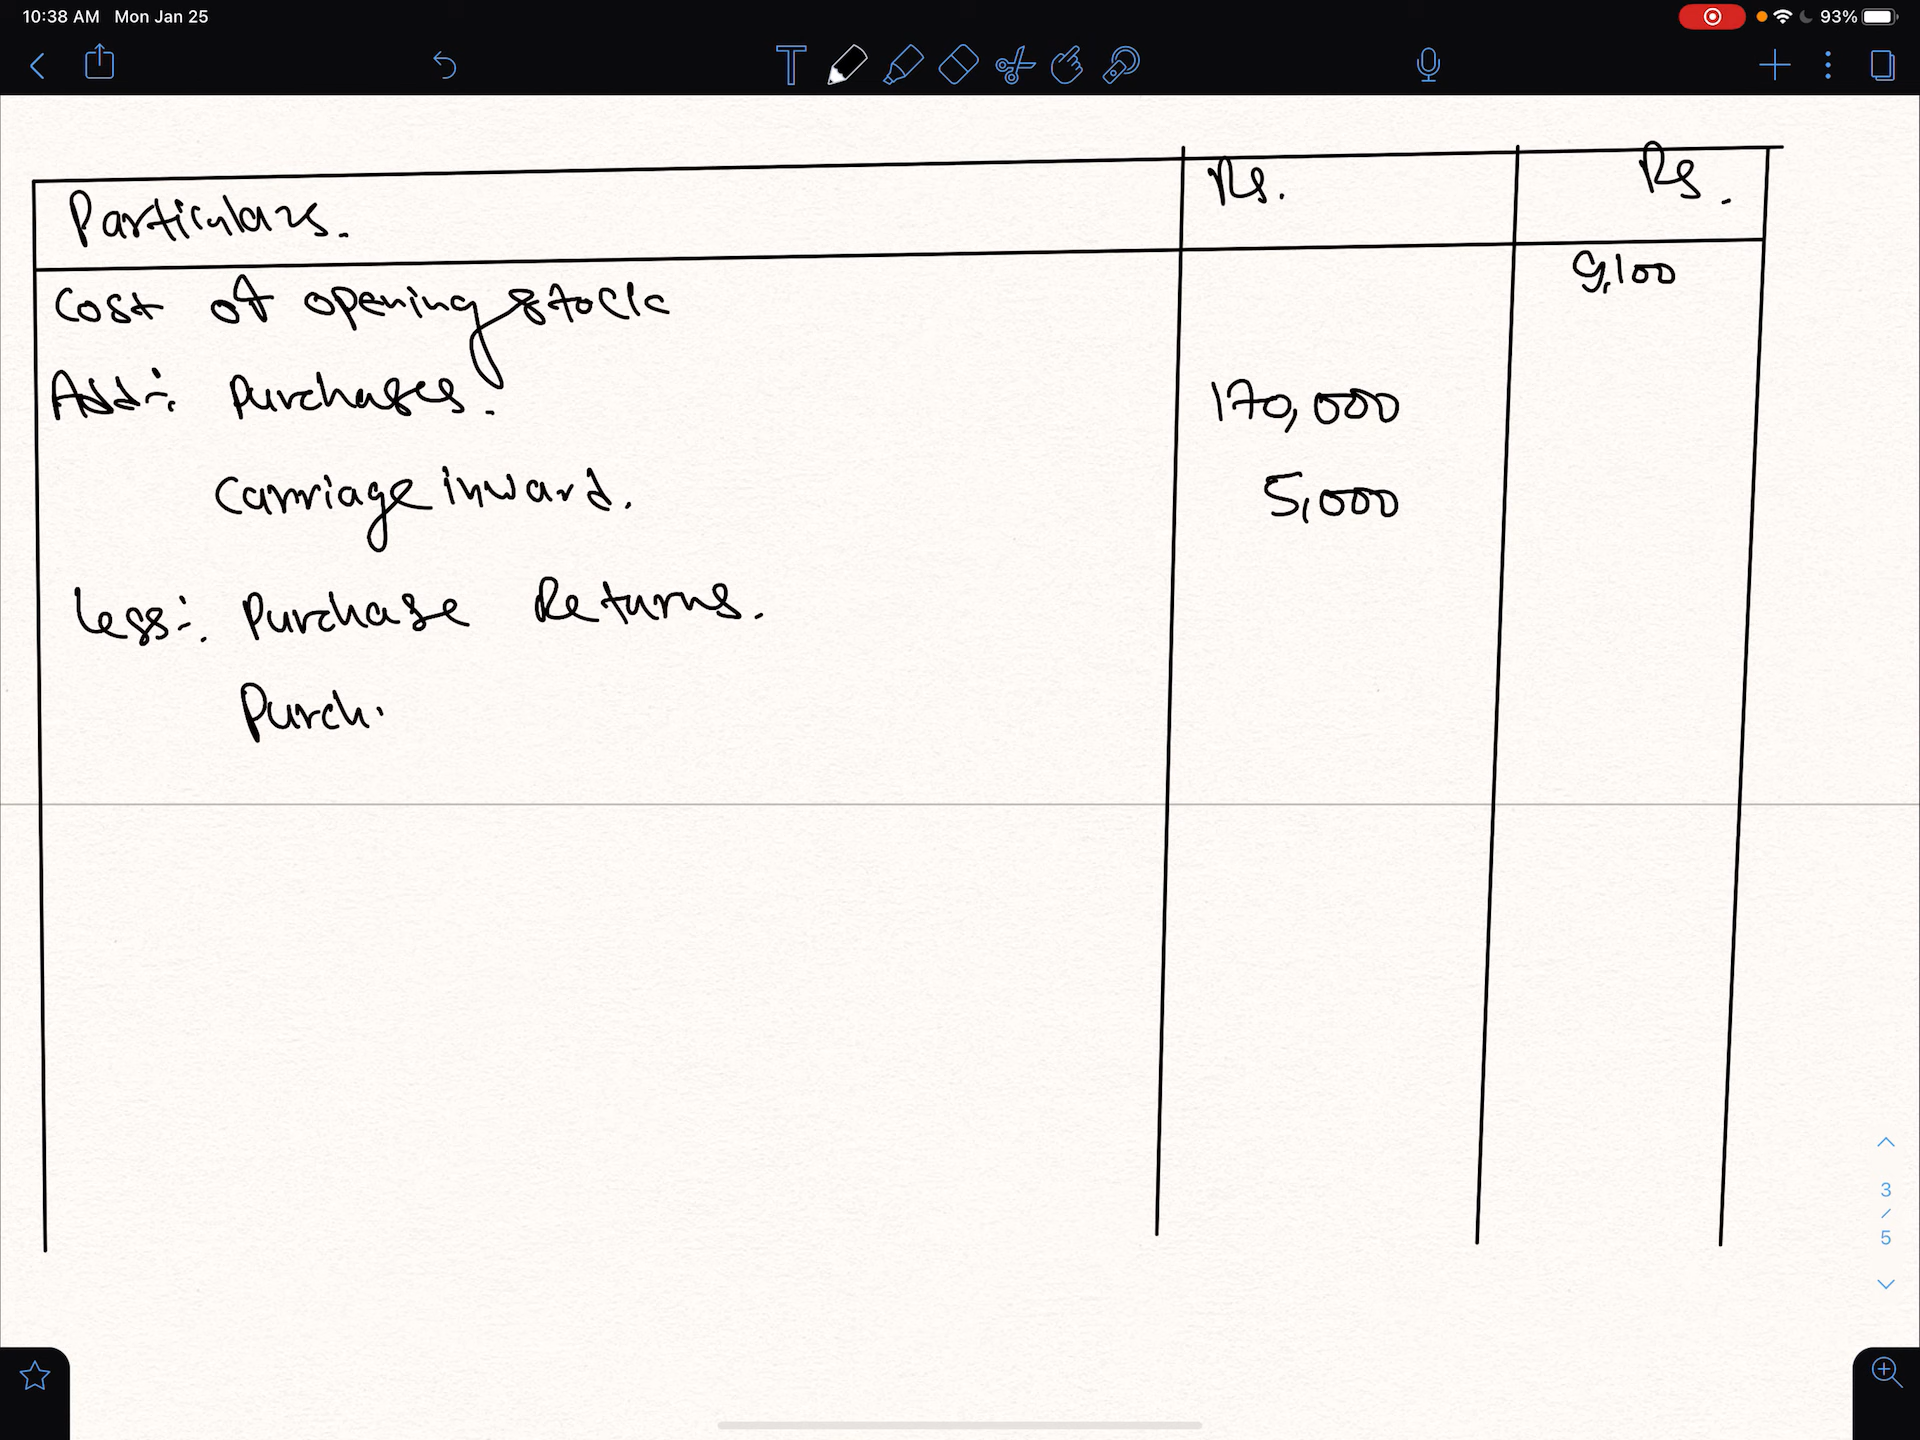 10:38 AM Mon Jan 25 93%
T
Particulars. Rs. Rs.
Cost of opening stock 9,100
Add:- Purchases. 170,000
Carriage inward. 5,000
Less:- Purchase Returns.
Purch.
3
/
5